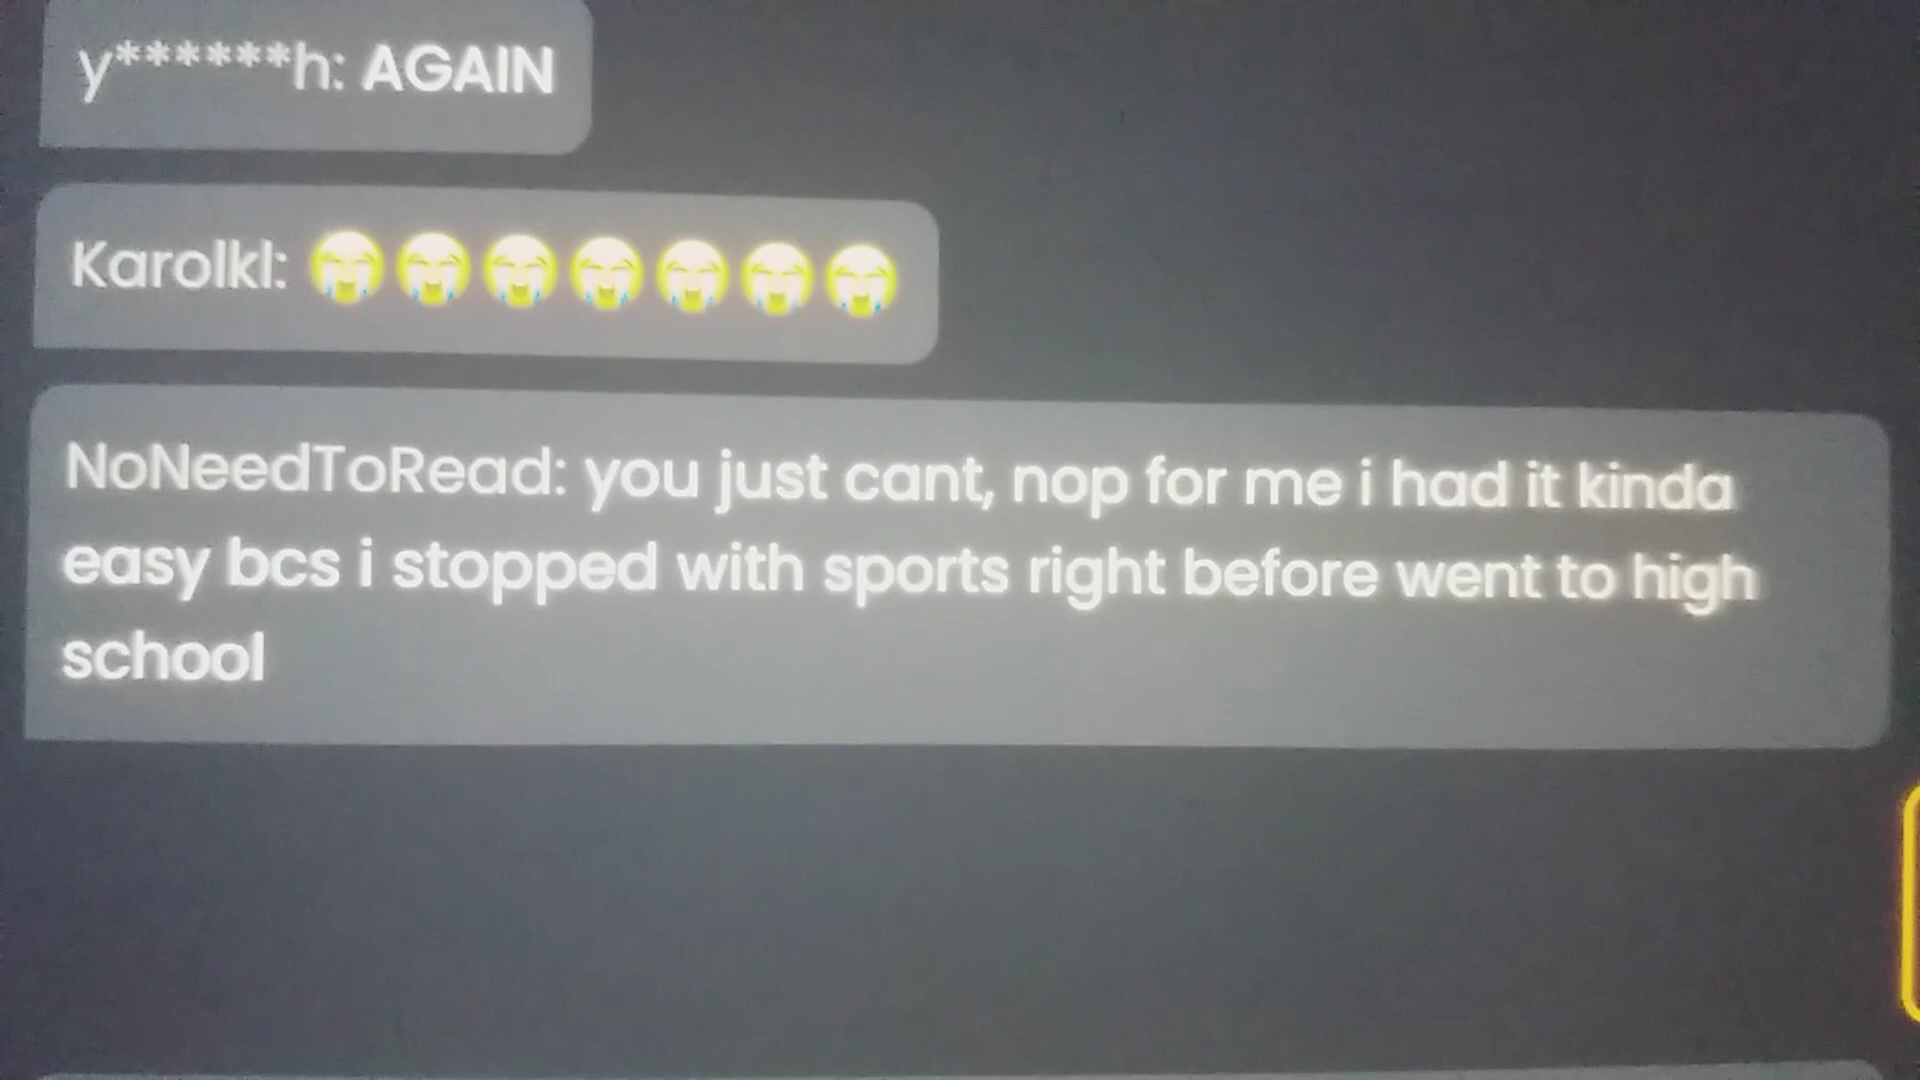 y******h: AGAIN
Karolkl: 😭😭😭😭😭😭😭
NoNeedToRead: you just cant, nop for me i had it kinda
easy bcs i stopped with sports right before went to high
school